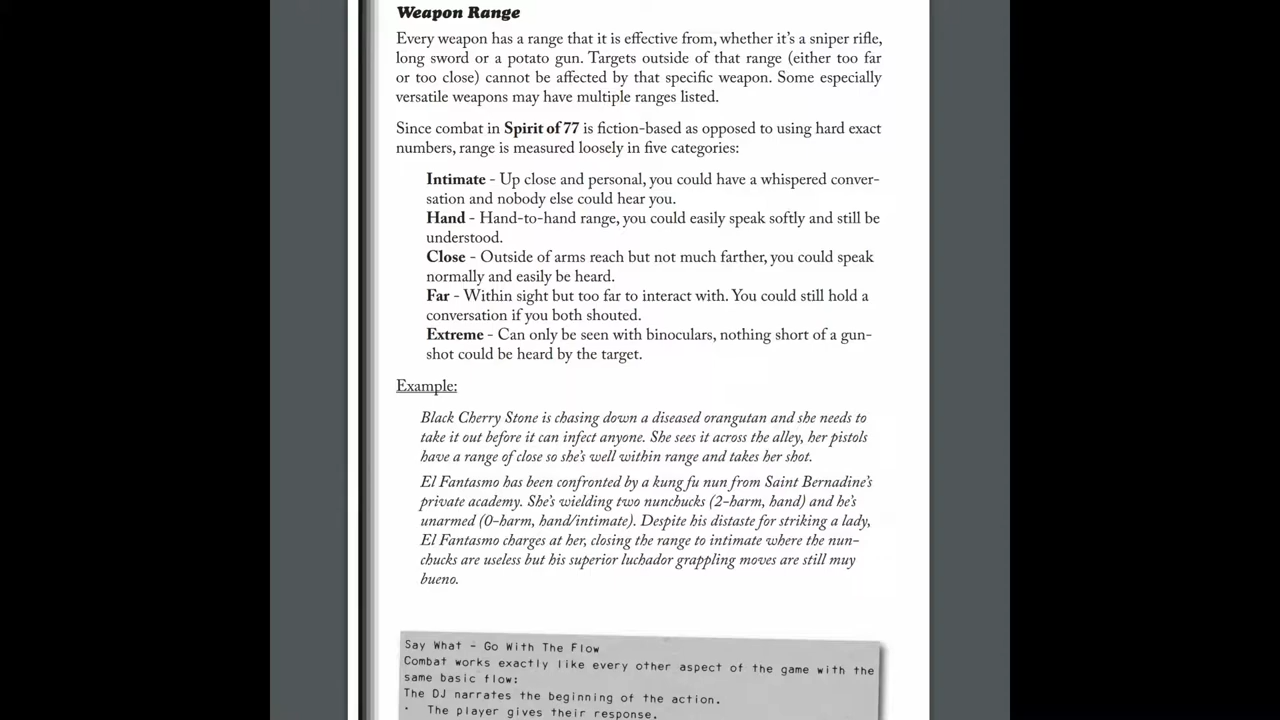 Weapon Range
Every weapon has a range that it is effective from, whether it's a sniper rifle,
long sword or a potato gun. Targets outside of that range (either too far
or too close) cannot be affected by that specific weapon. Some especially
versatile weapons may have multiple ranges listed.
Since combat in Spirit of 77 is fiction-based as opposed to using hard exact
numbers, range is measured loosely in five categories:
Intimate - Up close and personal, you could have a whispered conver-
sation and nobody else could hear you.
Hand - Hand-to-hand range, you could easily speak softly and still be
understood.
Close - Outside of arms reach but not much farther, you could speak
normally and easily be heard.
Far - Within sight but too far to interact with. You could still hold a
conversation if you both shouted.
Extreme - Can only be seen with binoculars, nothing short of a gun-
shot could be heard by the target.
Example:
Black Cherry Stone is chasing down a diseased orangutan and she needs to
take it out before it can infect anyone. She sees it across the alley, her pistols
have a range of close so she's well within range and takes her shot.
El Fantasmo has been confronted by a kung fu nun from Saint Bernadine's
private academy. She's wielding two nunchucks (2-harm, hand) and he's
unarmed (0-harm, hand/intimate). Despite his distaste for striking a lady,
El Fantasmo charges at her, closing the range to intimate where the nun-
chucks are useless but his superior luchador grappling moves are still muy
bueno.
Say What - Go With The Flow
Combat works exactly like every other aspect of the game with the
same basic flow:
The DJ narrates the beginning of the action.
· The player gives their response.